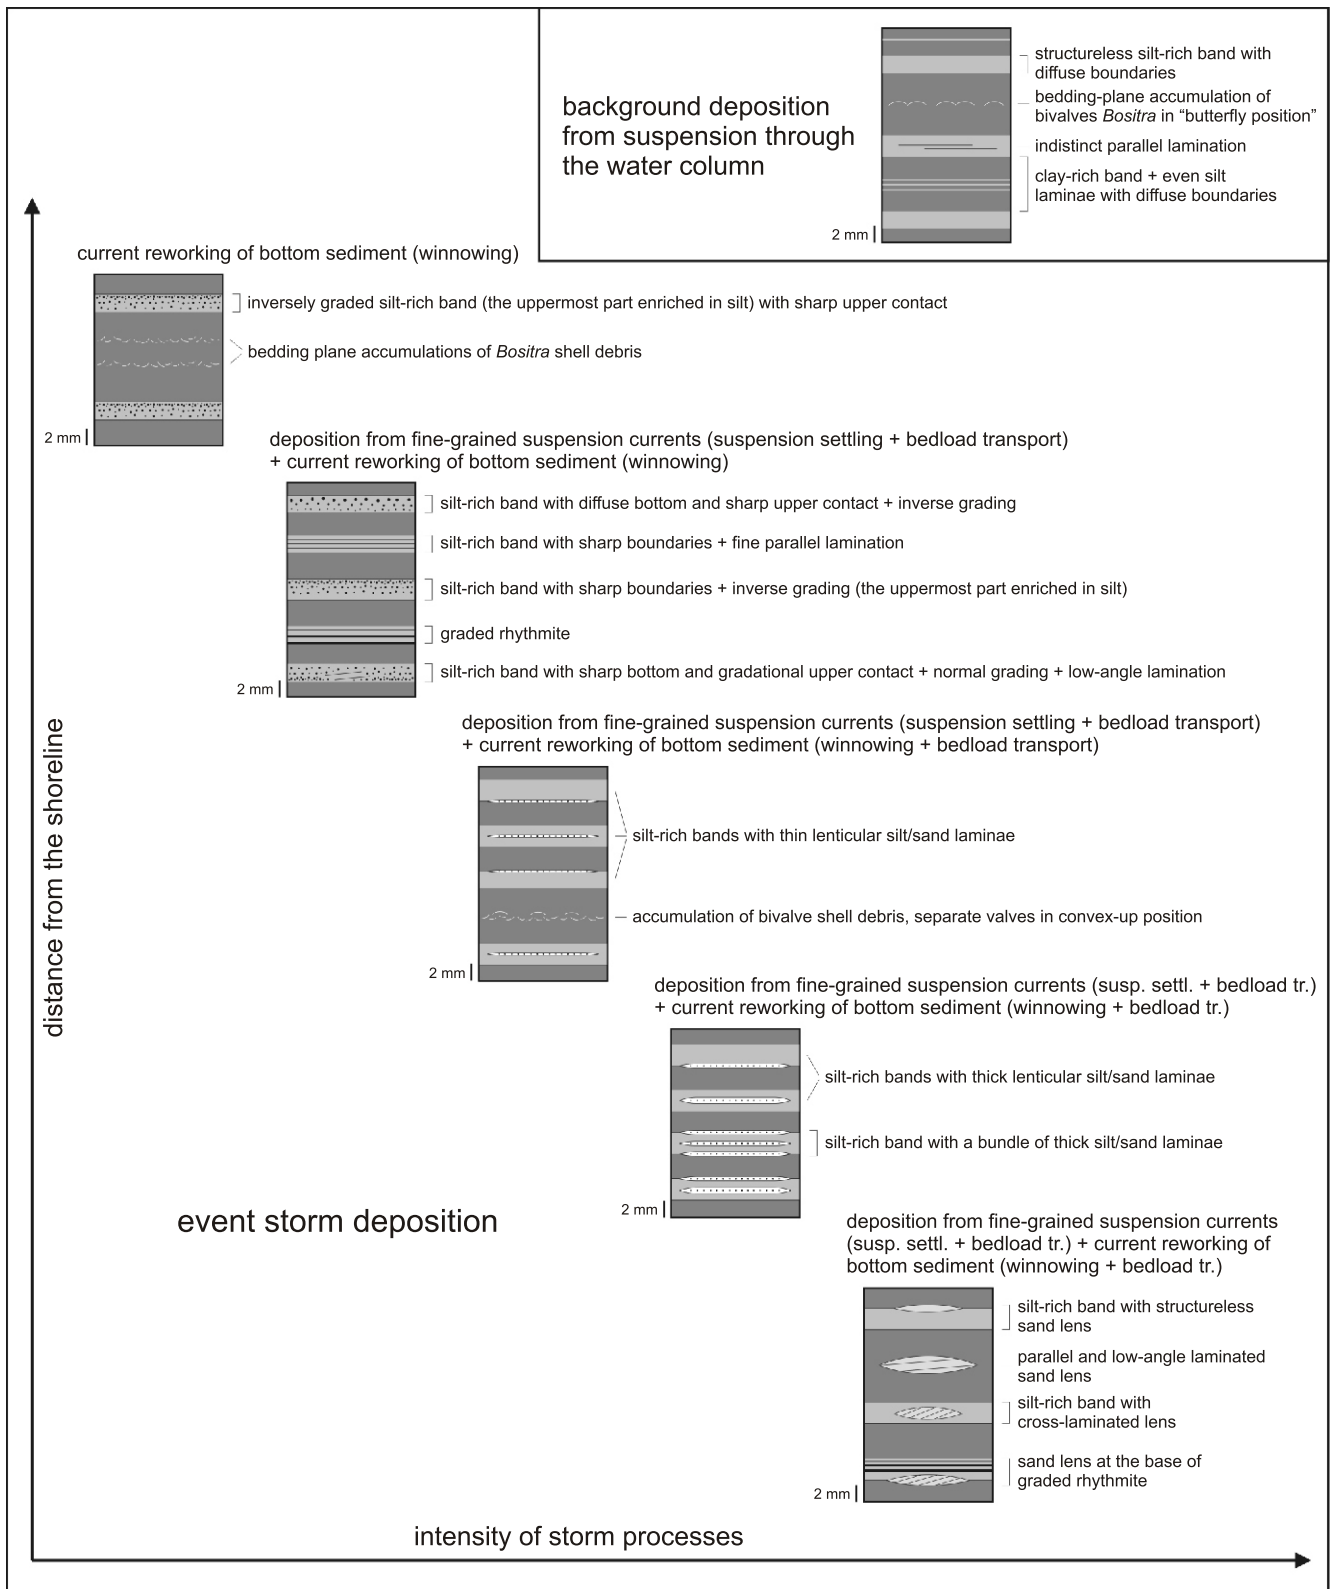 background deposition
from suspension through
the water column
structureless silt-rich band with
diffuse boundaries
bedding-plane accumulation of
bivalves Bositra in “butterfly position”
indistinct parallel lamination
clay-rich band + even silt
laminae with diffuse boundaries
2 mm
current reworking of bottom sediment (winnowing)
inversely graded silt-rich band (the uppermost part enriched in silt) with sharp upper contact
bedding plane accumulations of Bositra shell debris
2 mm
deposition from fine-grained suspension currents (suspension settling + bedload transport)
+ current reworking of bottom sediment (winnowing)
silt-rich band with diffuse bottom and sharp upper contact + inverse grading
silt-rich band with sharp boundaries + fine parallel lamination
silt-rich band with sharp boundaries + inverse grading (the uppermost part enriched in silt)
graded rhythmite
silt-rich band with sharp bottom and gradational upper contact + normal grading + low-angle lamination
2 mm
deposition from fine-grained suspension currents (suspension settling + bedload transport)
+ current reworking of bottom sediment (winnowing + bedload transport)
silt-rich bands with thin lenticular silt/sand laminae
accumulation of bivalve shell debris, separate valves in convex-up position
2 mm
deposition from fine-grained suspension currents (susp. settl. + bedload tr.)
+ current reworking of bottom sediment (winnowing + bedload tr.)
silt-rich bands with thick lenticular silt/sand laminae
silt-rich band with a bundle of thick silt/sand laminae
2 mm
deposition from fine-grained suspension currents
(susp. settl. + bedload tr.) + current reworking of
bottom sediment (winnowing + bedload tr.)
silt-rich band with structureless
sand lens
parallel and low-angle laminated
sand lens
silt-rich band with
cross-laminated lens
sand lens at the base of
graded rhythmite
2 mm
event storm deposition
distance from the shoreline
intensity of storm processes